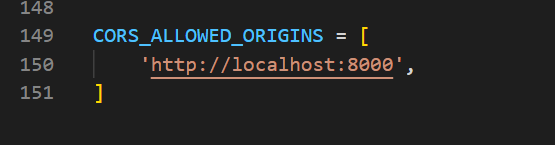 148
149 CORS_ALLOWED_ORIGINS = [
150 'http://localhost:8000',
151 ]